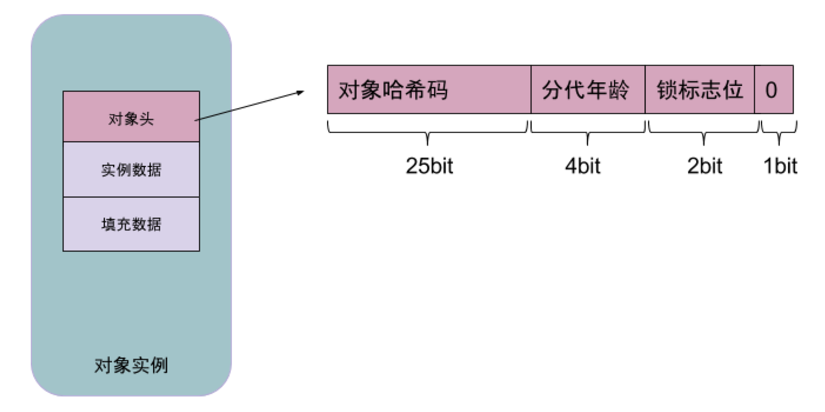 对象头
实例数据
填充数据
对象实例
对象哈希码 分代年龄 锁标志位 0
25bit 4bit 2bit 1bit